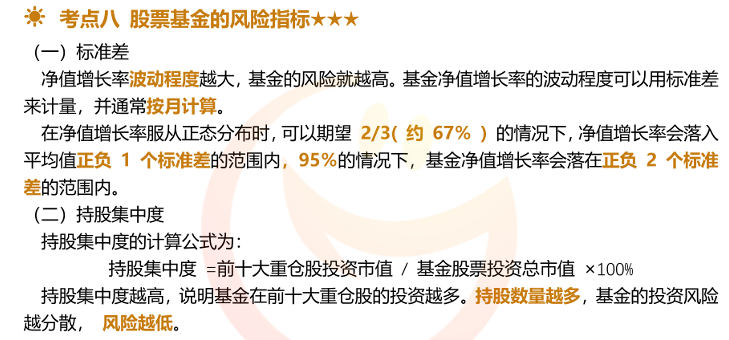 考点八 股票基金的风险指标★★★
（一）标准差
净值增长率波动程度越大，基金的风险就越高。基金净值增长率的波动程度可以用标准差
来计量，并通常按月计算。
在净值增长率服从正态分布时，可以期望 2/3( 约 67% ) 的情况下，净值增长率会落入
平均值正负 1 个标准差的范围内，95%的情况下，基金净值增长率会落在正负 2 个标准
差的范围内。
（二）持股集中度
持股集中度的计算公式为：
持股集中度 =前十大重仓股投资市值 / 基金股票投资总市值 ×100%
持股集中度越高，说明基金在前十大重仓股的投资越多。持股数量越多，基金的投资风险
越分散， 风险越低。